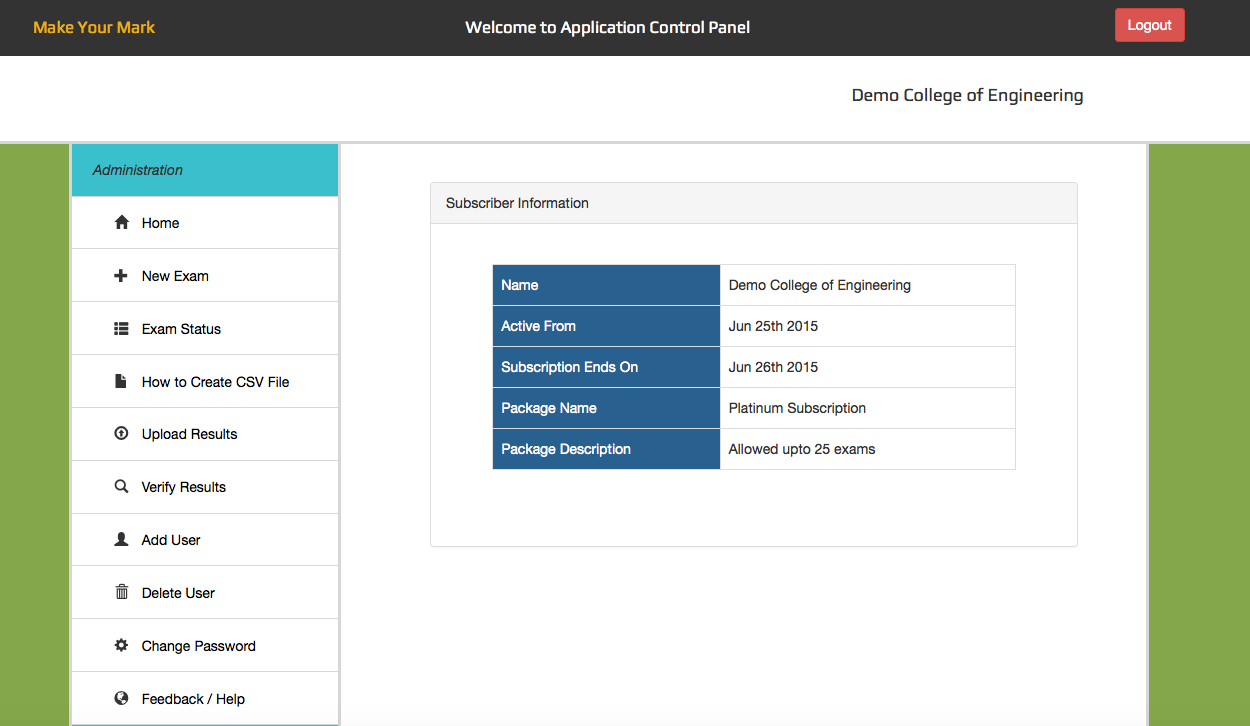 Make Your Mark
Welcome to Application Control Panel
Logout
Demo College of Engineering
Administration
Home
New Exam
Exam Status
How to Create CSV File
Upload Results
Verify Results
Add User
Delete User
Change Password
Feedback / Help
Subscriber Information
Name Demo College of Engineering
Active From Jun 25th 2015
Subscription Ends On Jun 26th 2015
Package Name Platinum Subscription
Package Description Allowed upto 25 exams